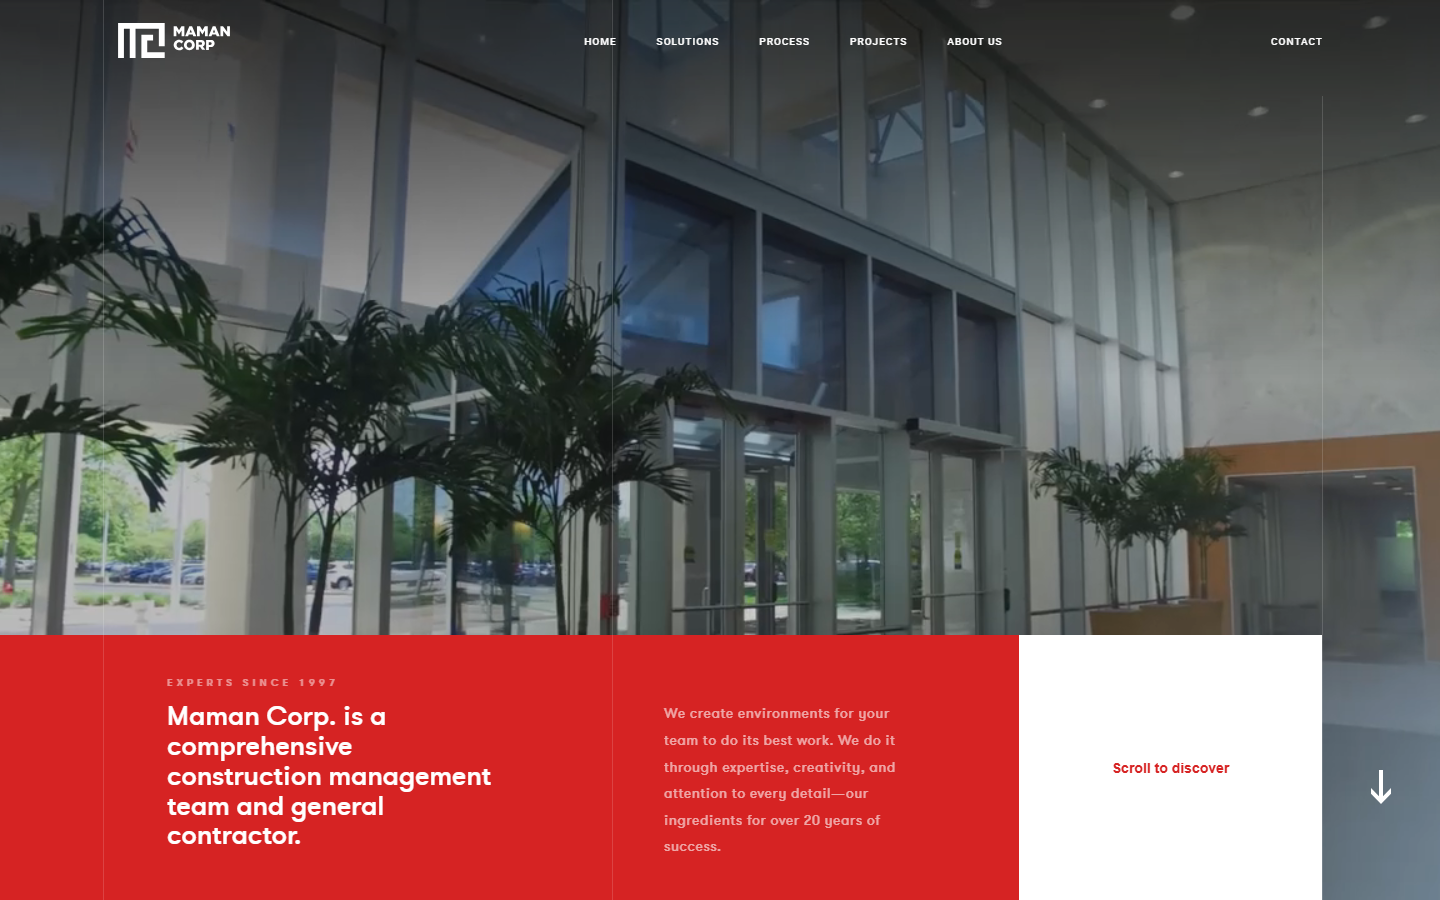 MAMAN
CORP
HOME
SOLUTIONS
PROCESS
PROJECTS
ABOUT US
CONTACT
EXPERTS SINCE 1997
Maman Corp. is a
comprehensive
construction management
team and general
contractor.
We create environments for your
team to do its best work. We do it
through expertise, creativity, and
attention to every detail—our
ingredients for over 20 years of
success.
Scroll to discover